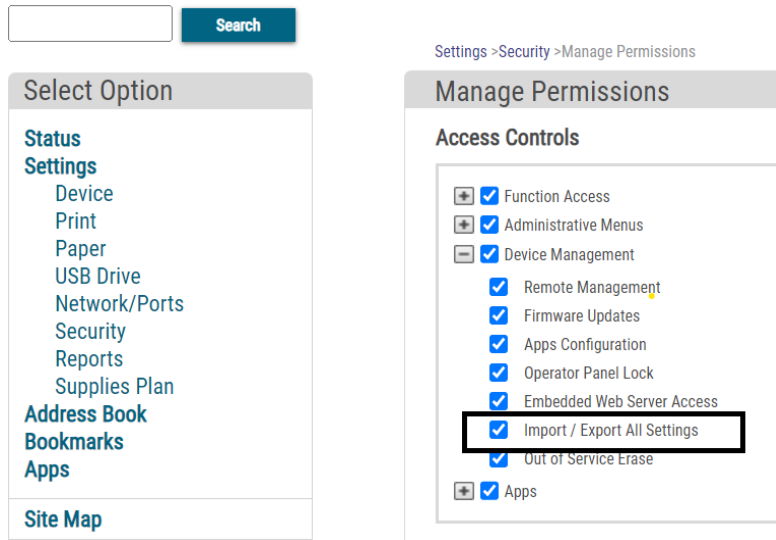 Search
Select Option
Status
Settings
Device
Print
Paper
USB Drive
Network/Ports
Security
Reports
Supplies Plan
Address Book
Bookmarks
Apps
Site Map
Settings >Security >Manage Permissions
Manage Permissions
Access Controls
Function Access
Administrative Menus
Device Management
Remote Management
Firmware Updates
Apps Configuration
Operator Panel Lock
Embedded Web Server Access
Import / Export All Settings
Out of Service Erase
Apps